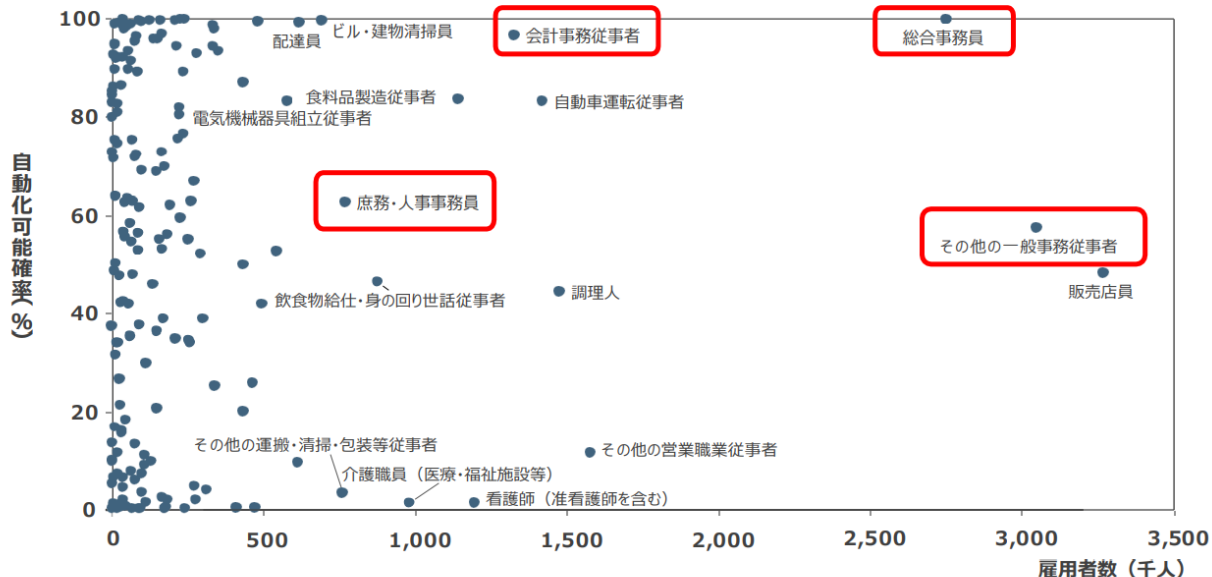 100
配達員
ビル・建物清掃員
会計事務従事者
総合事務員
食料品製造従事者
自動車運転従事者
80
電気機械器具組立従事者
自動化可能確率(%)
庶務・人事事務員
60
その他の一般事務従事者
飲食物給仕・身の回り世話従事者
調理人
販売店員
40
20
その他の運搬・清掃・包装等従事者
その他の営業職業従事者
介護職員（医療・福祉施設等）
看護師（准看護師を含む）
0
0 500 1,000 1,500 2,000 2,500 3,000 3,500
雇用者数（千人）